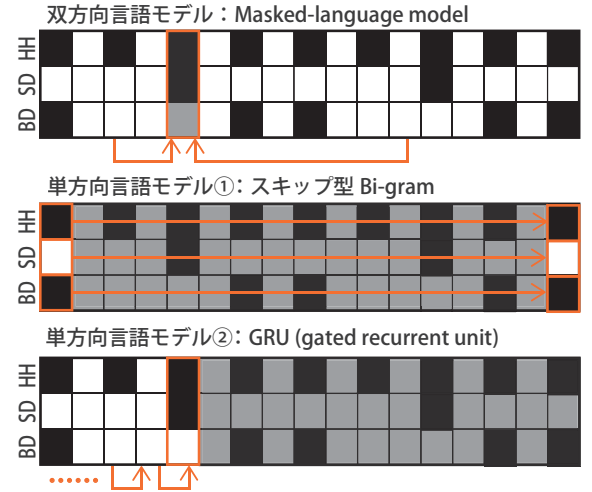 双方向言語モデル：Masked-language model
HH
SD
BD
単方向言語モデル①：スキップ型 Bi-gram
HH
SD
BD
単方向言語モデル②：GRU (gated recurrent unit)
HH
SD
BD